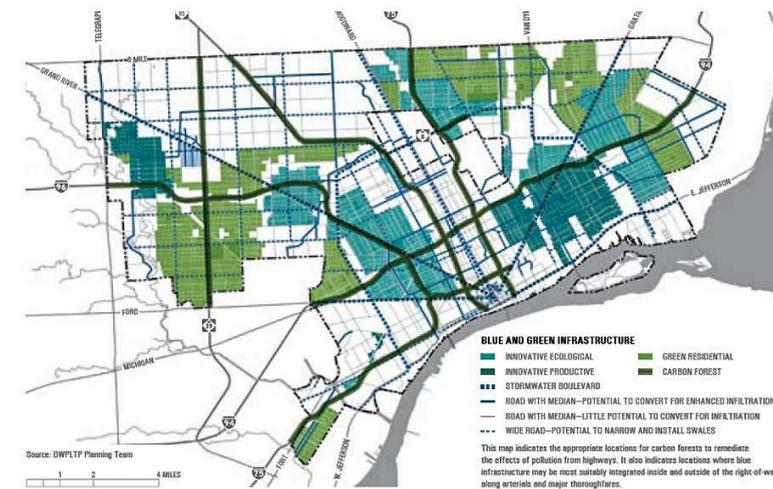 TELEGRAPH
WOODWARD
75
VAN DYKE
GRATIOT
8 MILE
GRAND RIVER
94
96
E. JEFFERSON
FORD
39
MICHIGAN
94
75
FORT
W. JEFFERSON
BLUE AND GREEN INFRASTRUCTURE
INNOVATIVE ECOLOGICAL
GREEN RESIDENTIAL
INNOVATIVE PRODUCTIVE
CARBON FOREST
STORMWATER BOULEVARD
ROAD WITH MEDIAN—POTENTIAL TO CONVERT FOR ENHANCED INFILTRATION
ROAD WITH MEDIAN—LITTLE POTENTIAL TO CONVERT FOR INFILTRATION
WIDE ROAD—POTENTIAL TO NARROW AND INSTALL SWALES
This map indicates the appropriate locations for carbon forests to remediate
the effects of pollution from highways. It also indicates locations where blue
infrastructure may be most suitably integrated inside and outside of the right-of-w
along arterials and major thoroughfares.
Source: DWPLTP Planning Team
1 2 4 MILES